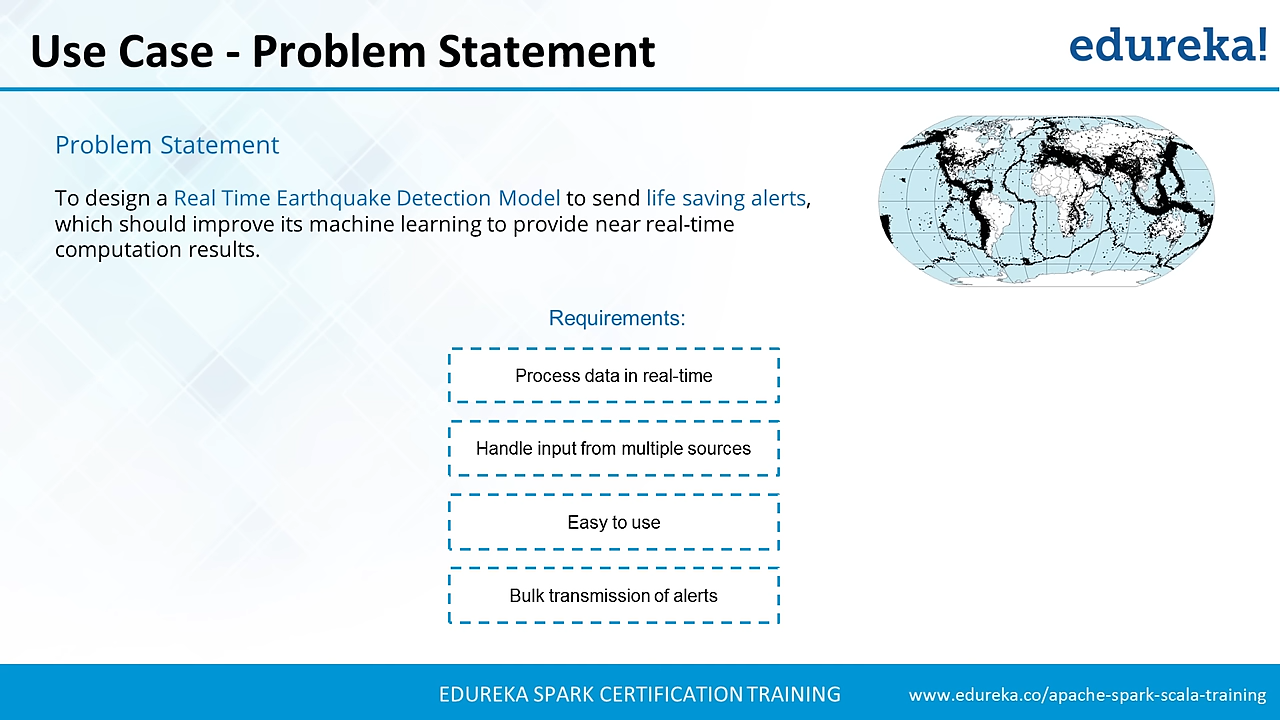 Use Case - Problem Statement
edureka!
Problem Statement
To design a Real Time Earthquake Detection Model to send life saving alerts,
which should improve its machine learning to provide near real-time
computation results.
Requirements:
Process data in real-time
Handle input from multiple sources
Easy to use
Bulk transmission of alerts
EDUREKA SPARK CERTIFICATION TRAINING
www.edureka.co/apache-spark-scala-training